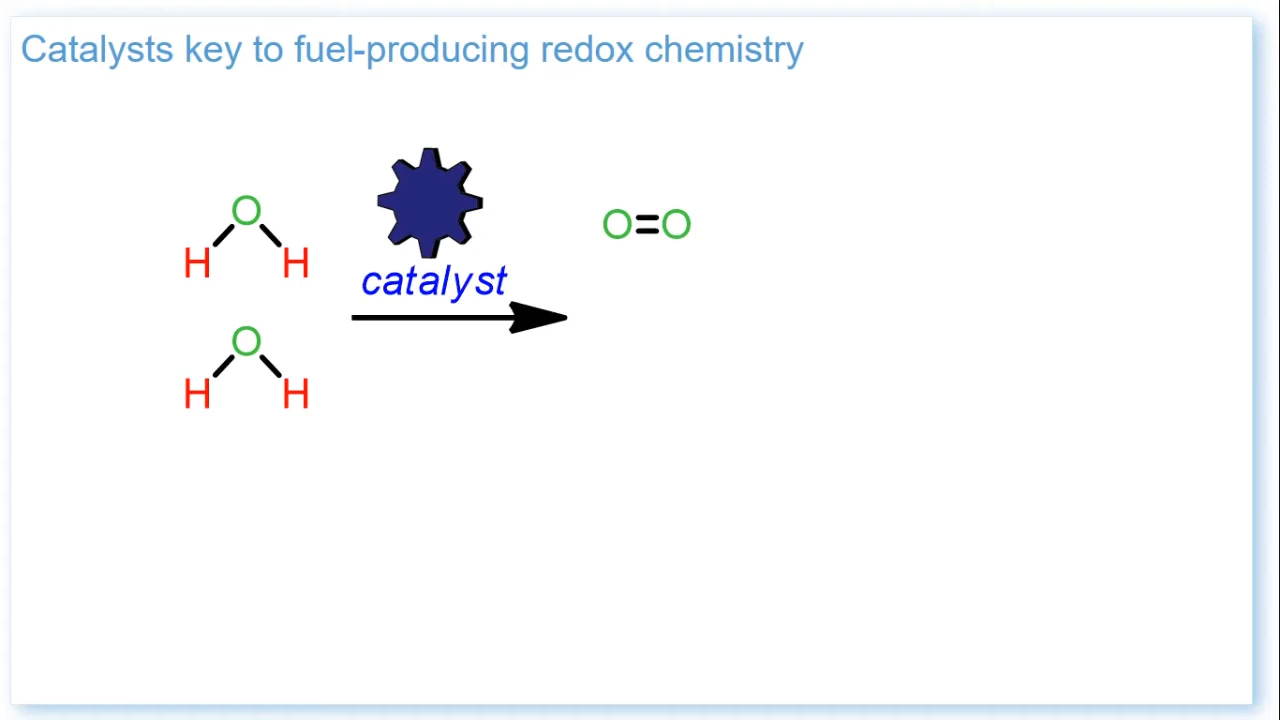 Catalysts key to fuel-producing redox chemistry
O
H H
catalyst
O=O
O
H H